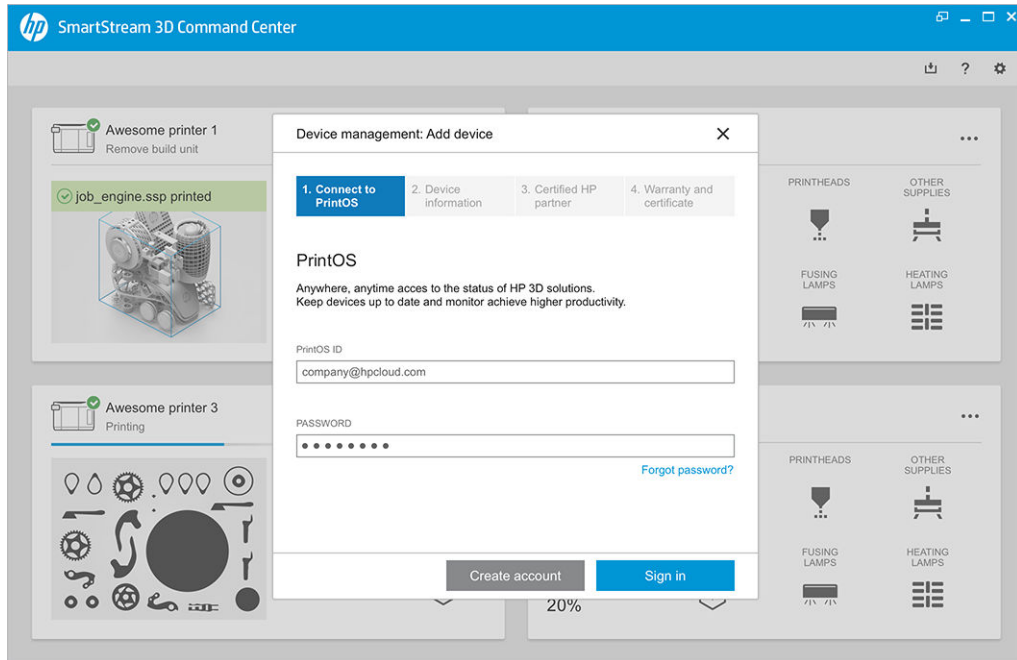 hp SmartStream 3D Command Center
?
Awesome printer 1
Remove build unit
job_engine.ssp printed
Device management: Add device
1. Connect to
PrintOS
2. Device
information
3. Certified HP
partner
4. Warranty and
certificate
PrintOS
Anywhere, anytime acces to the status of HP 3D solutions.
Keep devices up to date and monitor achieve higher productivity.
PrintOS ID
company@hpcloud.com
PASSWORD
Forgot password?
Create account
Sign in
PRINTHEADS
OTHER
SUPPLIES
FUSING
LAMPS
HEATING
LAMPS
Awesome printer 3
Printing
PRINTHEADS
OTHER
SUPPLIES
FUSING
LAMPS
HEATING
LAMPS
20%